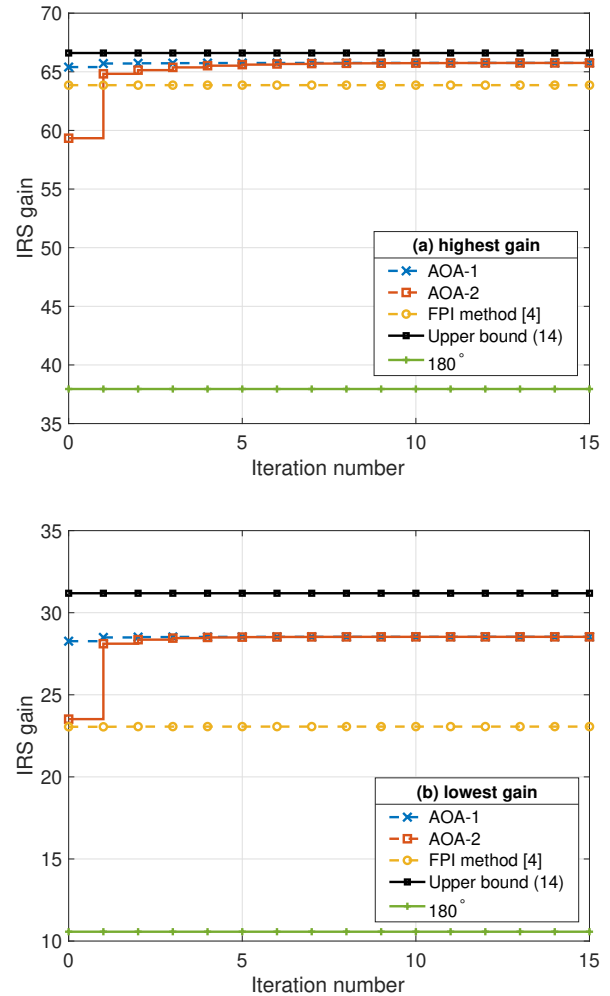 70
65
60
55
50
45
40
35
IRS gain
(a) highest gain
AOA-1
AOA-2
FPI method [4]
Upper bound (14)
180°
0
5
10
15
Iteration number
35
30
25
20
15
10
IRS gain
(b) lowest gain
AOA-1
AOA-2
FPI method [4]
Upper bound (14)
180°
0
5
10
15
Iteration number